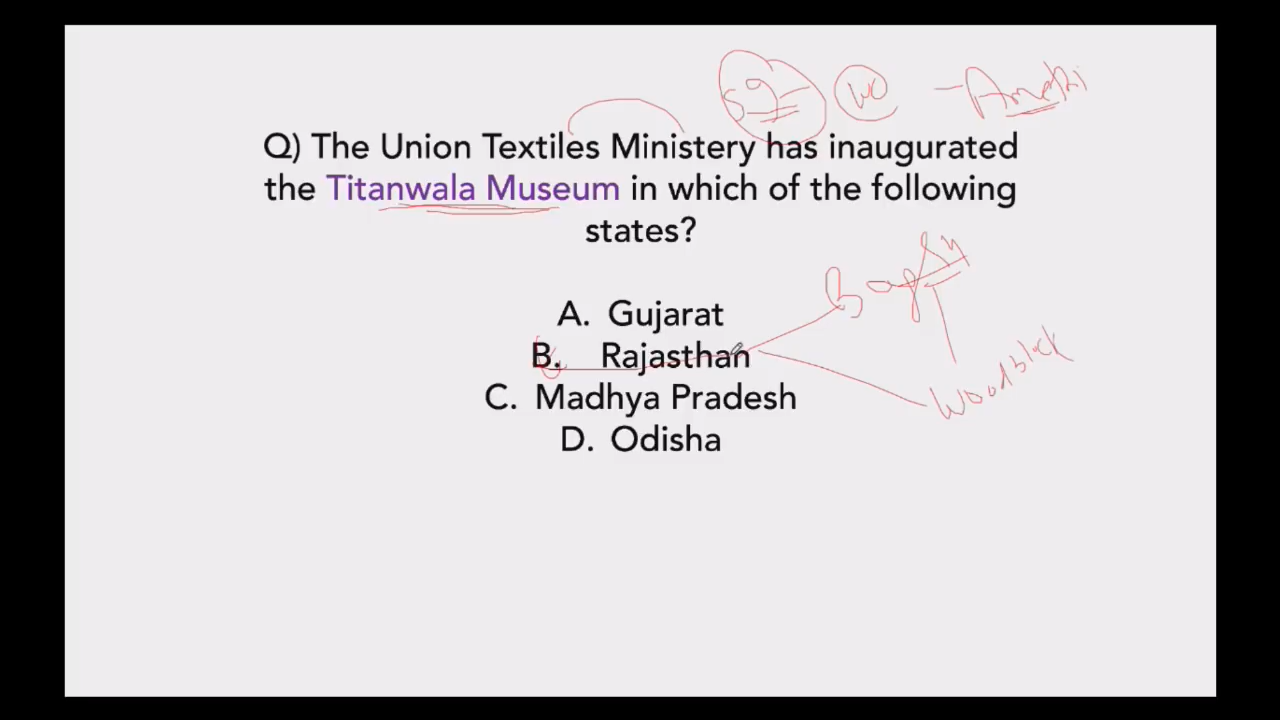 Amethi
Q) The Union Textiles Ministery has inaugurated
the Titanwala Museum in which of the following
states?
A. Gujarat
B. Rajasthan
C. Madhya Pradesh
D. Odisha
Woodblock